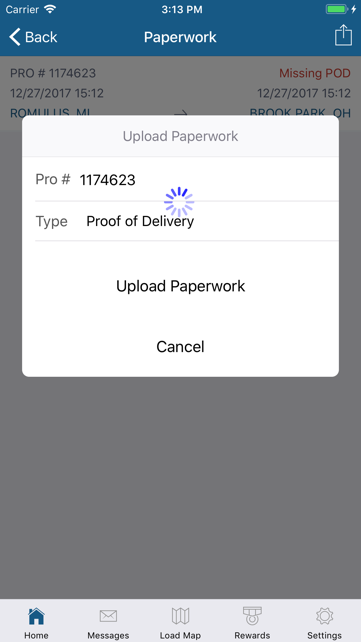 Carrier 3:13 PM
Back Paperwork
PRO # 1174623 Missing POD
12/27/2017 15:12 12/27/2017 15:12
ROMULUS, MI → BROOK PARK, OH
Upload Paperwork
Pro # 1174623
Type Proof of Delivery
Upload Paperwork
Cancel
Home Messages Load Map Rewards Settings